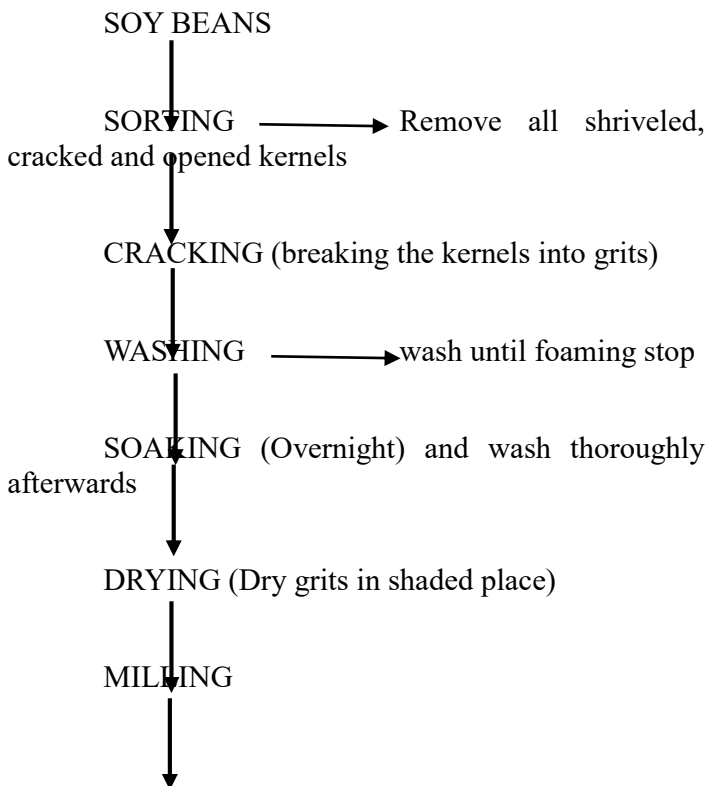 SOY BEANS
SORTING Remove all shriveled,
cracked and opened kernels
CRACKING (breaking the kernels into grits)
WASHING wash until foaming stop
SOAKING (Overnight) and wash thoroughly
afterwards
DRYING (Dry grits in shaded place)
MILLING